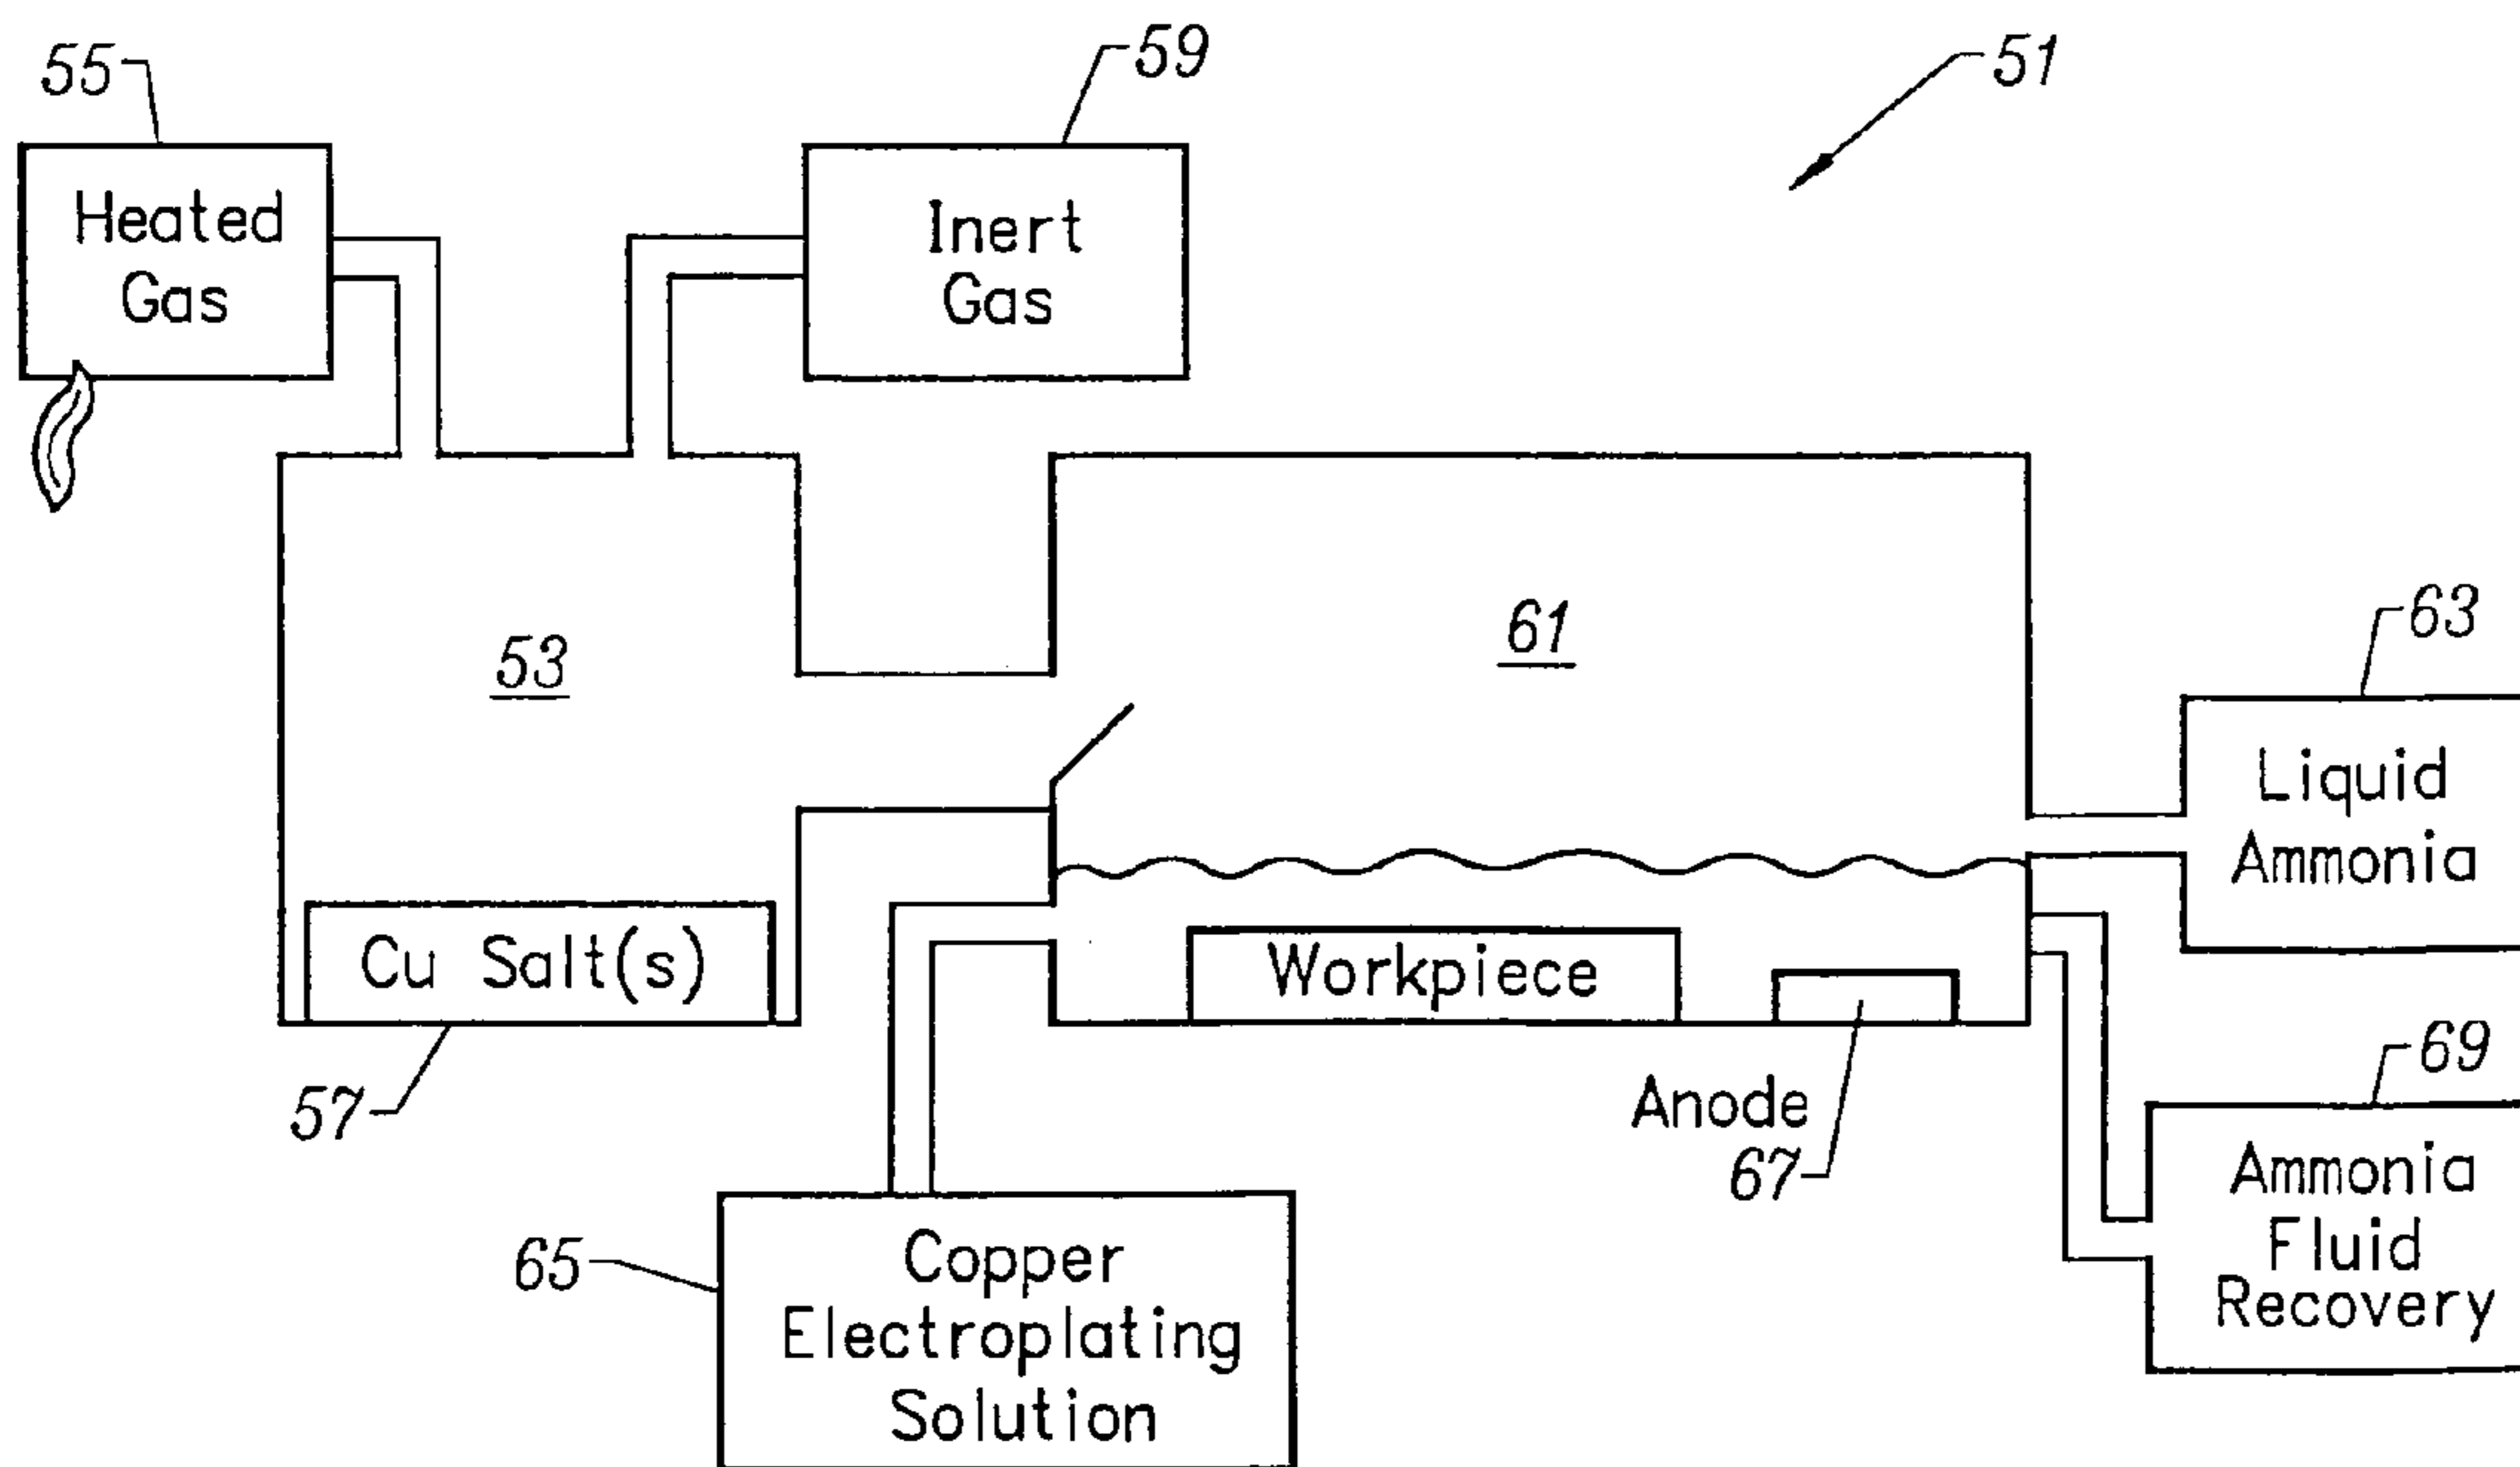 55
59
51
Heated
Gas
Inert
Gas
53
61
63
Liquid
Ammonia
Cu Salt(s)
Workpiece
57
Anode
67
69
Ammonia
Fluid
Recovery
65
Copper
Electroplating
Solution